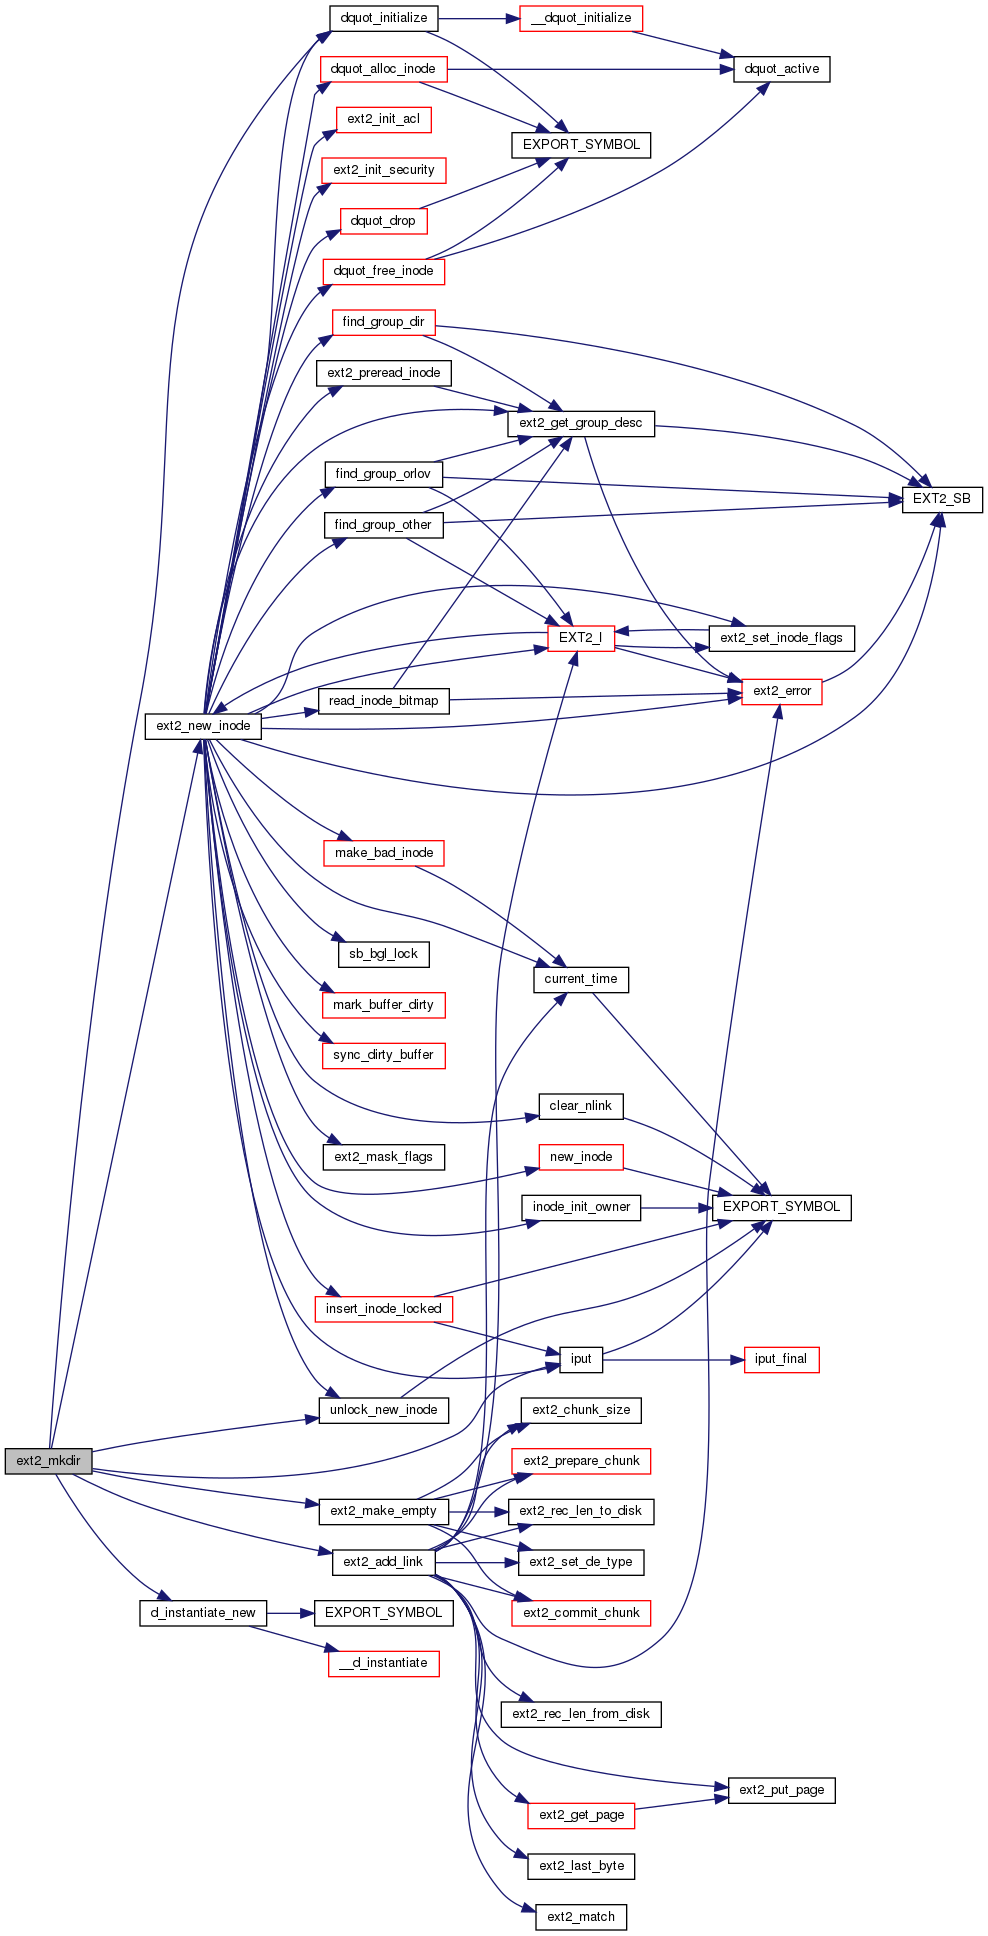 dquot_initialize
__dquot_initialize
dquot_alloc_inode
dquot_active
ext2_init_acl
EXPORT_SYMBOL
ext2_init_security
dquot_drop
dquot_free_inode
find_group_dir
ext2_preread_inode
ext2_get_group_desc
find_group_orlov
EXT2_SB
find_group_other
EXT2_I
ext2_set_inode_flags
read_inode_bitmap
ext2_error
ext2_new_inode
make_bad_inode
sb_bgl_lock
current_time
mark_buffer_dirty
sync_dirty_buffer
clear_nlink
ext2_mask_flags
new_inode
inode_init_owner
EXPORT_SYMBOL
insert_inode_locked
iput
iput_final
unlock_new_inode
ext2_chunk_size
ext2_mkdir
ext2_prepare_chunk
ext2_make_empty
ext2_rec_len_to_disk
ext2_add_link
ext2_set_de_type
d_instantiate_new
EXPORT_SYMBOL
ext2_commit_chunk
__d_instantiate
ext2_rec_len_from_disk
ext2_put_page
ext2_get_page
ext2_last_byte
ext2_match